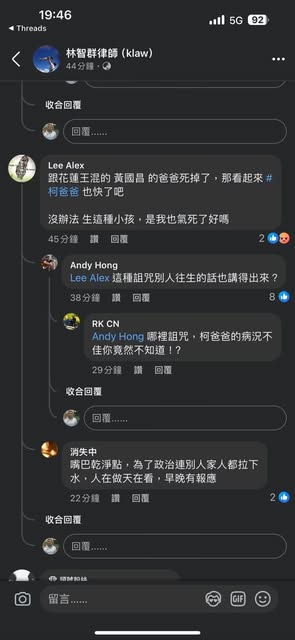 19:46
5G 92
◀ Threads
林智群律師 (klaw)
44分鐘・
收合回覆
回覆......
Lee Alex
跟花蓮王混的 黃國昌 的爸爸死掉了，那看起來 #
柯爸爸 也快了吧
沒辦法 生這種小孩，是我也氣死了好嗎
45分鐘 讚 回覆 2
Andy Hong
Lee Alex 這種詛咒別人往生的話也講得出來？
38分鐘 讚 回覆 8
RK CN
Andy Hong 哪裡詛咒，柯爸爸的病況不
佳你竟然不知道！?
29分鐘 讚 回覆
收合回覆
回覆......
消失中
嘴巴乾淨點，為了政治連別人家人都拉下
水，人在做天在看，早晚有報應
22分鐘 讚 回覆 2
收合回覆
回覆......
頭號粉絲
留言......
GIF